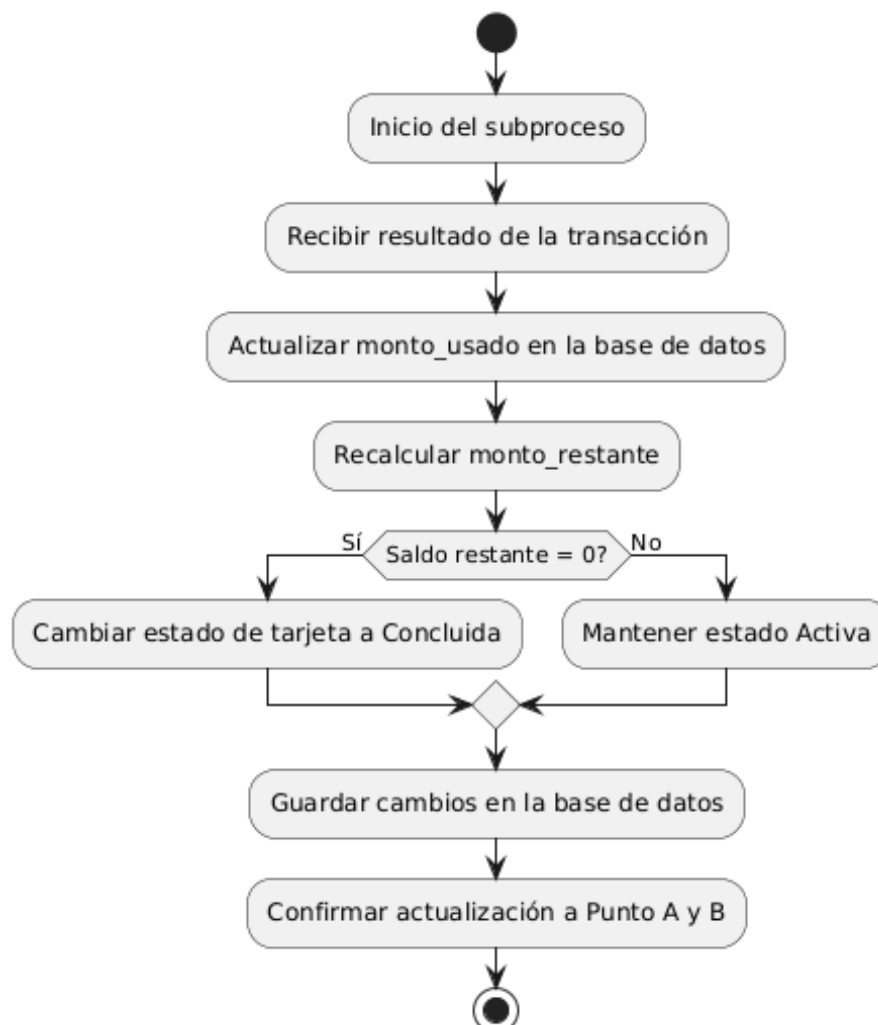 Inicio del subproceso
Recibir resultado de la transacción
Actualizar monto_usado en la base de datos
Recalcular monto_restante
Sí
Saldo restante = 0?
No
Cambiar estado de tarjeta a Concluida
Mantener estado Activa
Guardar cambios en la base de datos
Confirmar actualización a Punto A y B